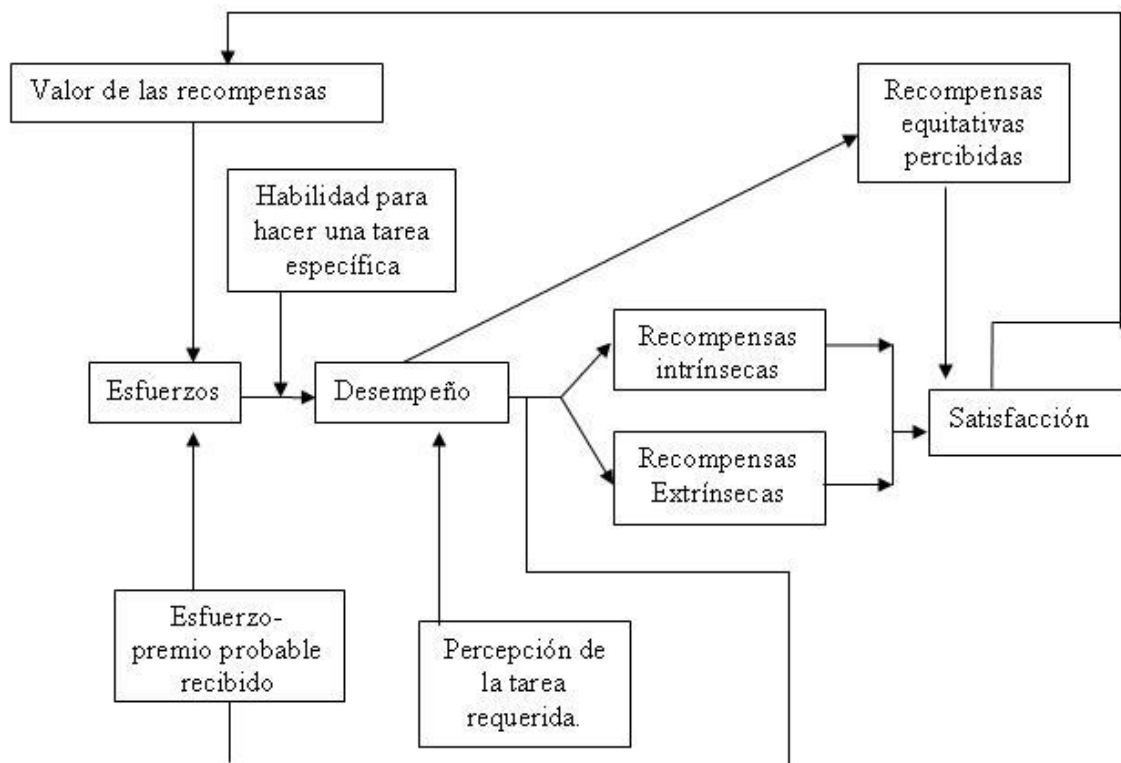 Valor de las recompensas
Recompensas
equitativas
percibidas
Habilidad para
hacer una tarea
específica
Esfuerzos
Desempeño
Recompensas
intrínsecas
Recompensas
Extrínsecas
Satisfacción
Esfuerzo-
premio probable
recibido
Percepción de
la tarea
requerida.